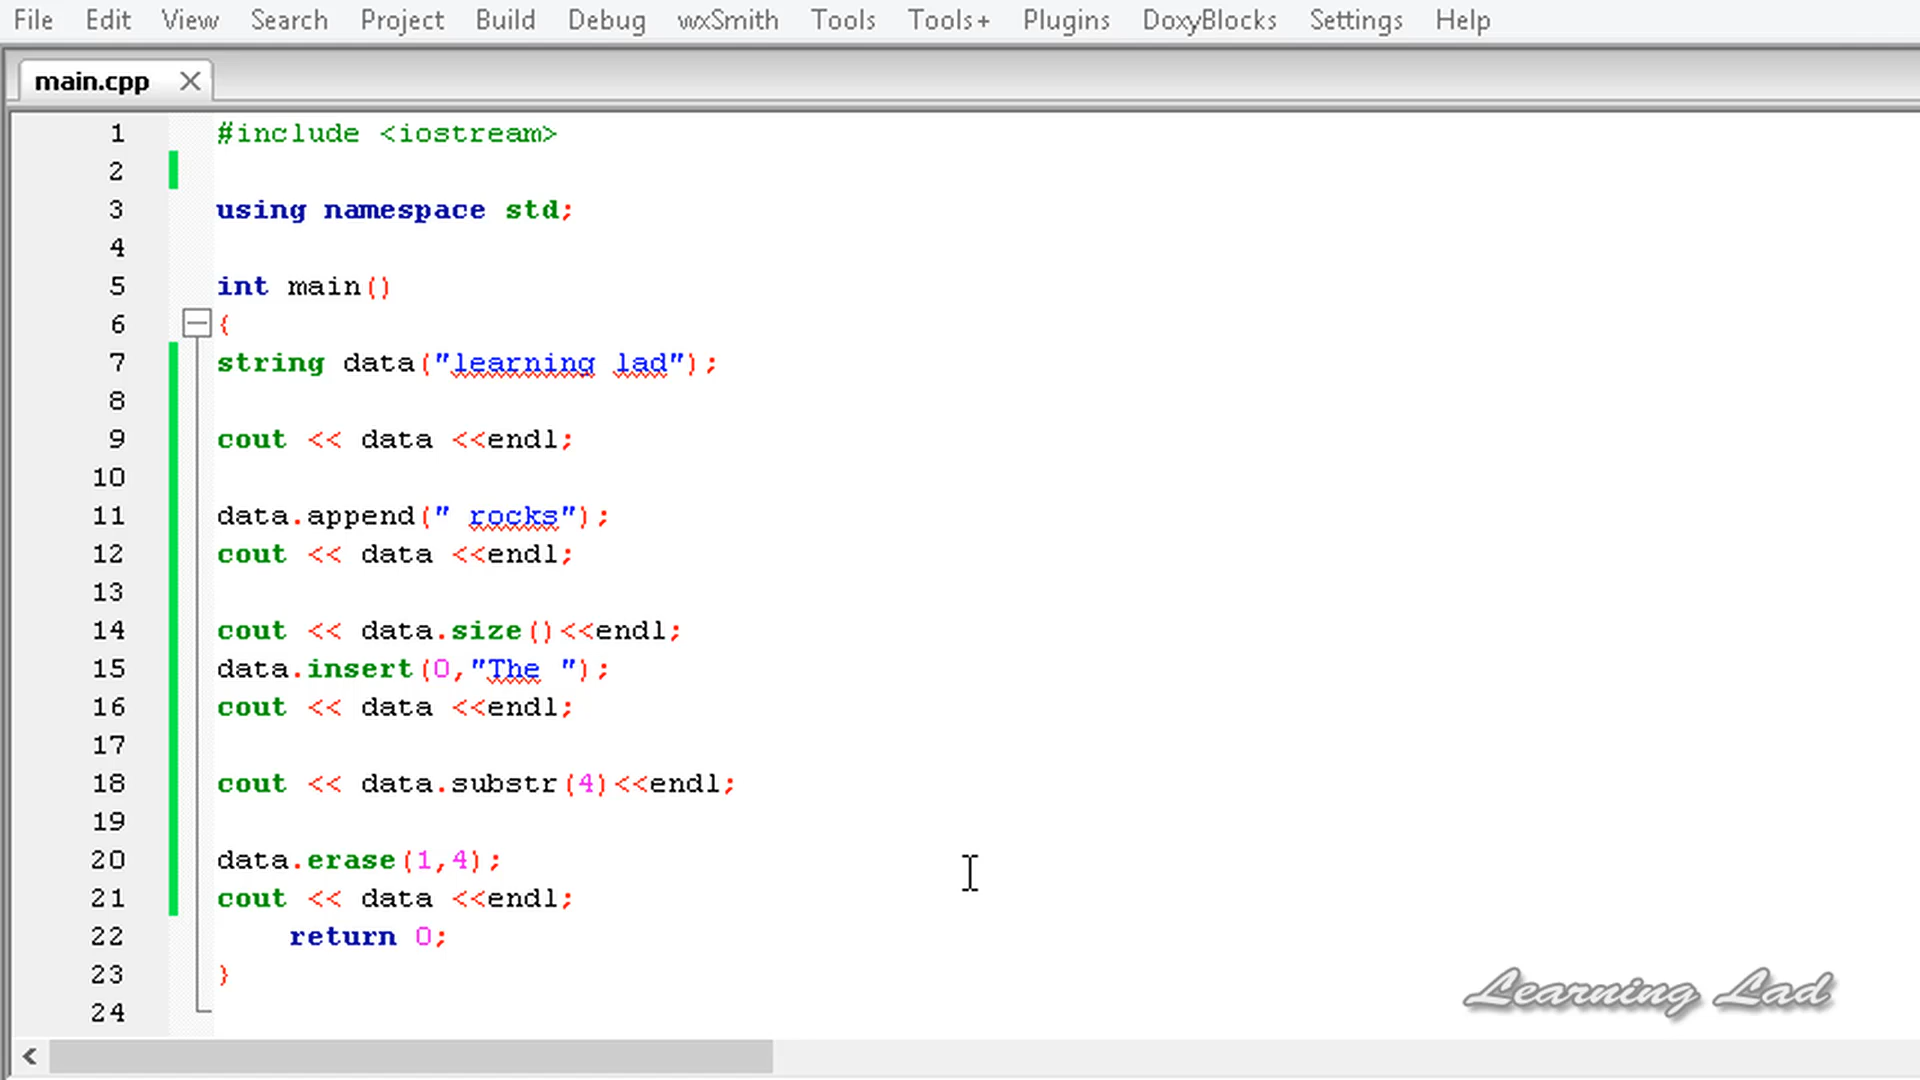 File Edit View Search Project Build Debug wxSmith Tools Tools+ Plugins DoxyBlocks Settings Help
main.cpp
1 #include <iostream>
2
3 using namespace std;
4
5 int main()
6 {
7 string data("learning lad");
8
9 cout << data <<endl;
10
11 data.append(" rocks");
12 cout << data <<endl;
13
14 cout << data.size()<<endl;
15 data.insert(0,"The ");
16 cout << data <<endl;
17
18 cout << data.substr(4)<<endl;
19
20 data.erase(1,4);
21 cout << data <<endl;
22     return 0;
23 }
24
Learning Lad